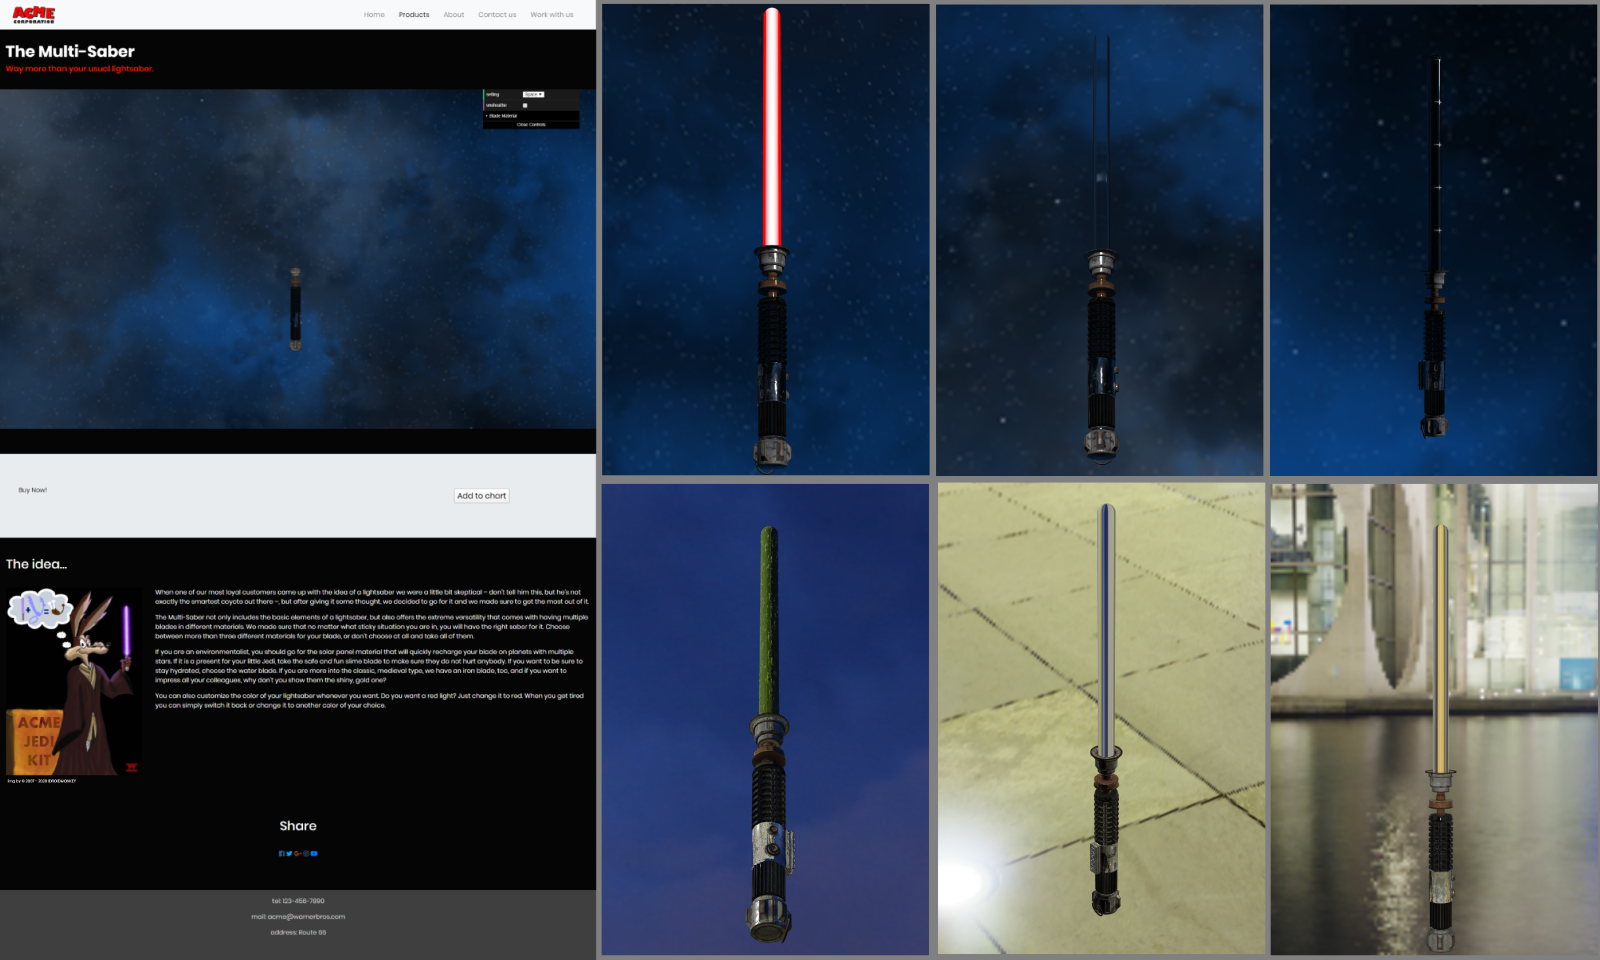 ACME
CORPORATION
Home Products About Contact us Work with us
The Multi-Saber
Way more than your usual lightsaber.
setting Space
unsheathe
Blade Material
Close Controls
Buy Now!
Add to chart
The idea...
When one of our most loyal customers came up with the idea of a lightsaber we were a little bit skeptical – don't tell him this, but he's not
exactly the smartest coyote out there –, but after giving it some thought, we decided to go for it and we made sure to get the most out of it.
The Multi-Saber not only includes the basic elements of a lightsaber, but also offers the extreme versatility that comes with having multiple
blades in different materials. We made sure that no matter what sticky situation you are in, you will have the right saber for it. Choose
between more than three different materials for your blade, or don't choose at all and take all of them.
If you are an environmentalist, you should go for the solar panel material that will quickly recharge your blade on planets with multiple
stars. If it is a present for your little Jedi, take the safe and fun slime blade to make sure they do not hurt anybody. If you want to be sure to
stay hydrated, choose the water blade. If you are more into the classic, medieval type, we have an iron blade, too, and if you want to
impress all your colleagues, why don't you show them the shiny, gold one?
You can also customize the color of your lightsaber whenever you want. Do you want a red light? Just change it to red. When you get tired
you can simply switch it back or change it to another color of your choice.
ACME
JEDI
KIT
Share
tel: 123-456-7890
mail: acme@warnerbros.com
address: Route 66